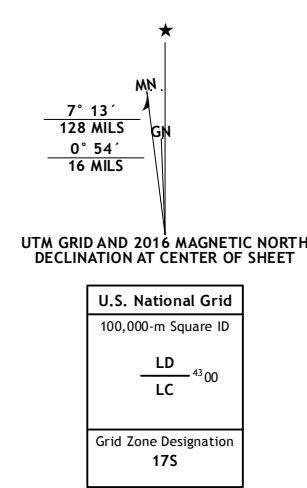 ★
MN
7° 13´
128 MILS
GN
0° 54´
16 MILS
UTM GRID AND 2016 MAGNETIC NORTH
DECLINATION AT CENTER OF SHEET
U.S. National Grid
100,000-m Square ID
LD
4300
LC
Grid Zone Designation
17S